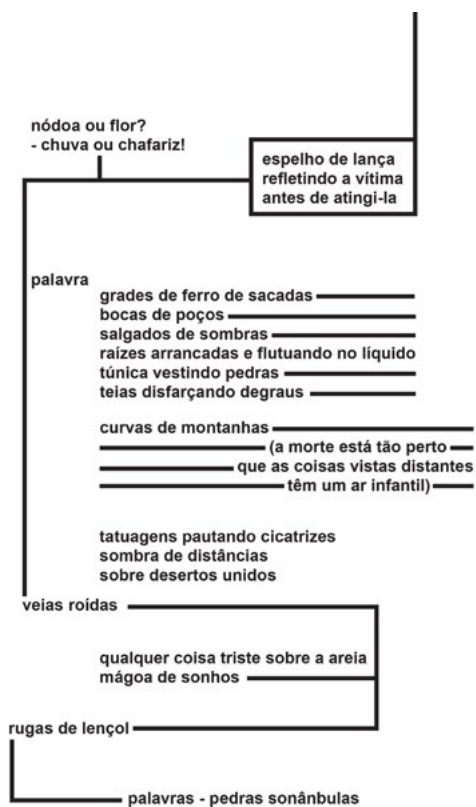 nódoa ou flor?
- chuva ou chafariz!
espelho de lança
refletindo a vítima
antes de atingi-la
palavra
grades de ferro de sacadas
bocas de poços
salgados de sombras
raízes arrancadas e flutuando no líquido
túnica vestindo pedras
teias disfarçando degraus
curvas de montanhas
(a morte está tão perto
que as coisas vistas distantes
têm um ar infantil)
tatuagens pautando cicatrizes
sombra de distâncias
sobre desertos unidos
veias roídas
qualquer coisa triste sobre a areia
mágoa de sonhos
rugas de lençol
palavras - pedras sonânbulas